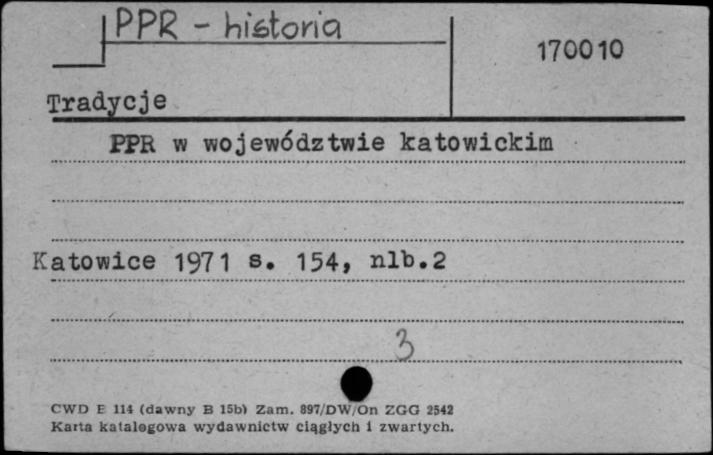 PPR - historia
170010
Tradycje
PPR w województwie katowickim
Katowice 1971 s. 154, nlb.2
3
CWD E 114 (dawny B 15b) Zam. 897/DW/On ZGG 2542
Karta katalogowa wydawnictw ciągłych i zwartych.